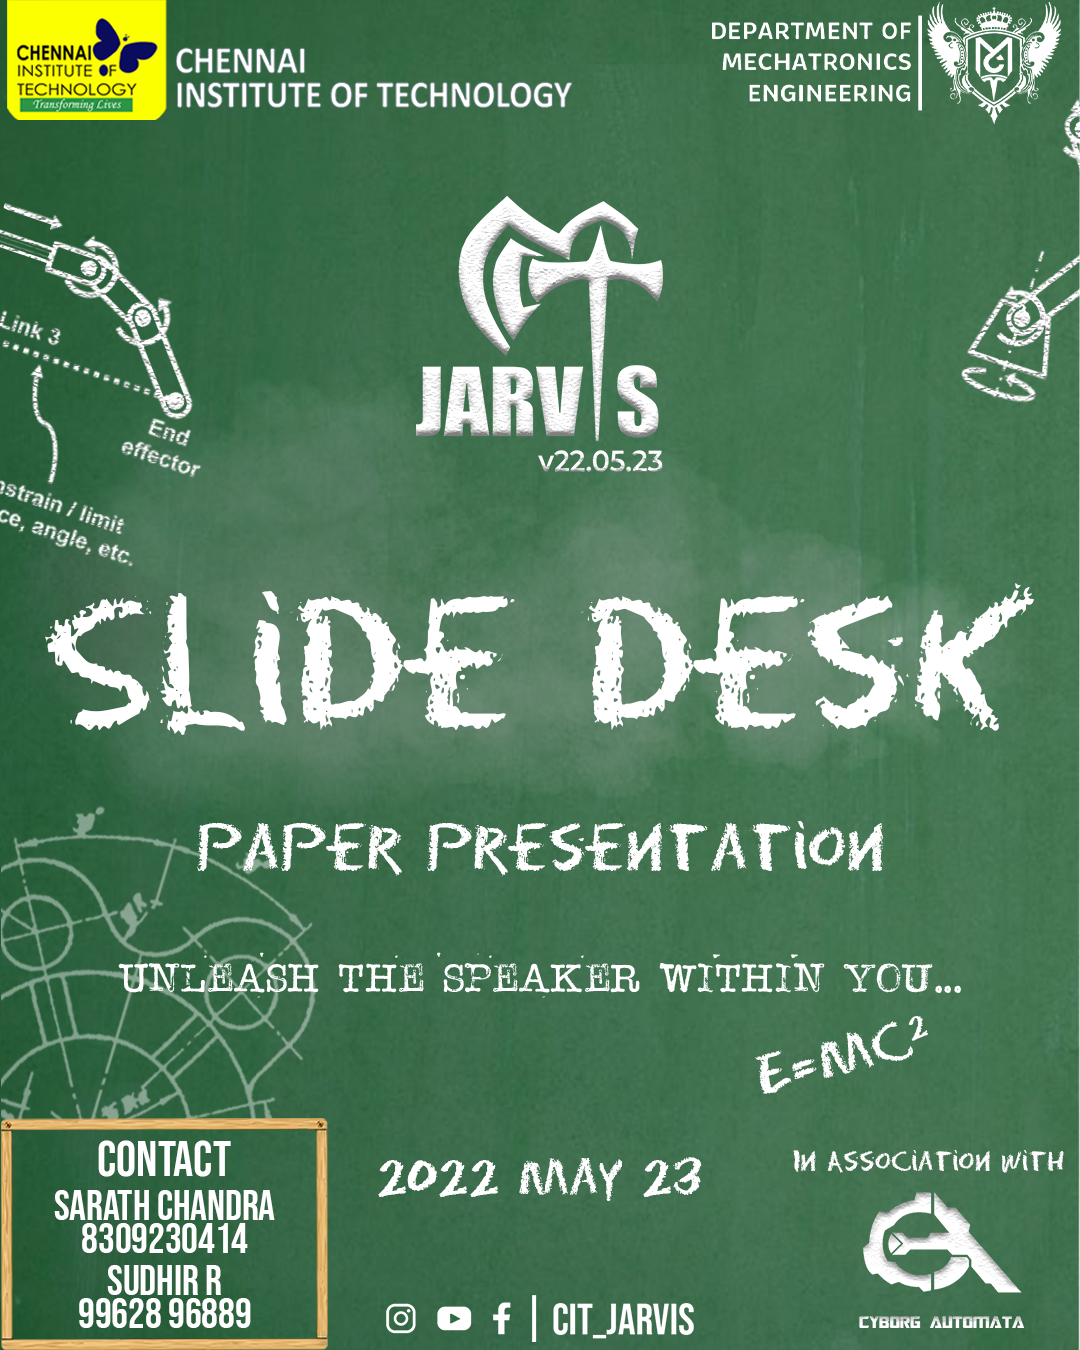 CHENNAI
INSTITUTE OF
TECHNOLOGY
Transforming Lives
CHENNAI
INSTITUTE OF TECHNOLOGY
DEPARTMENT OF
MECHATRONICS
ENGINEERING
JARVIS
v22.05.23
Link 3
End
effector
/ limit
angle, etc.
SLIDE DESK
PAPER PRESENTATION
UNLEASH THE SPEAKER WITHIN YOU...
E=MC²
CONTACT
SARATH CHANDRA
8309230414
SUDHIR R
99628 96889
2022 MAY 23
IN ASSOCIATION WITH
CYBORG AUTOMATA
CIT_JARVIS